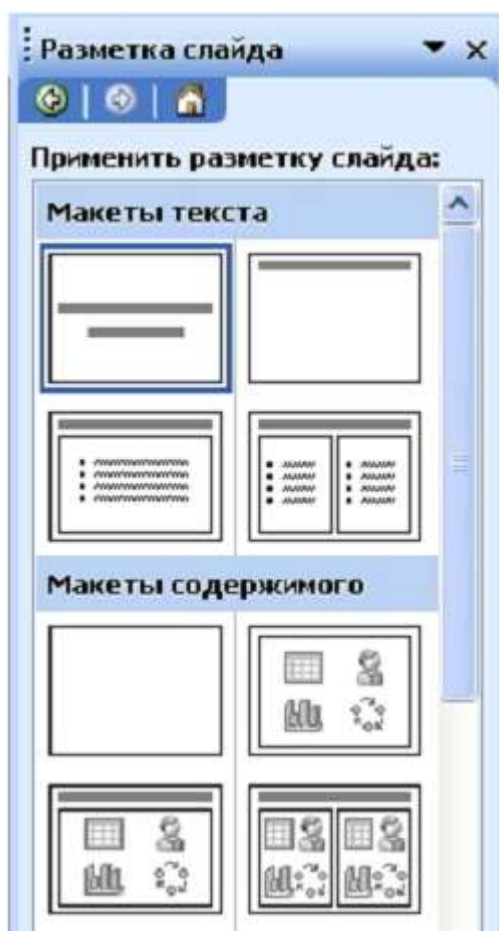 Разметка слайда
Применить разметку слайда:
Макеты текста
Макеты содержимого